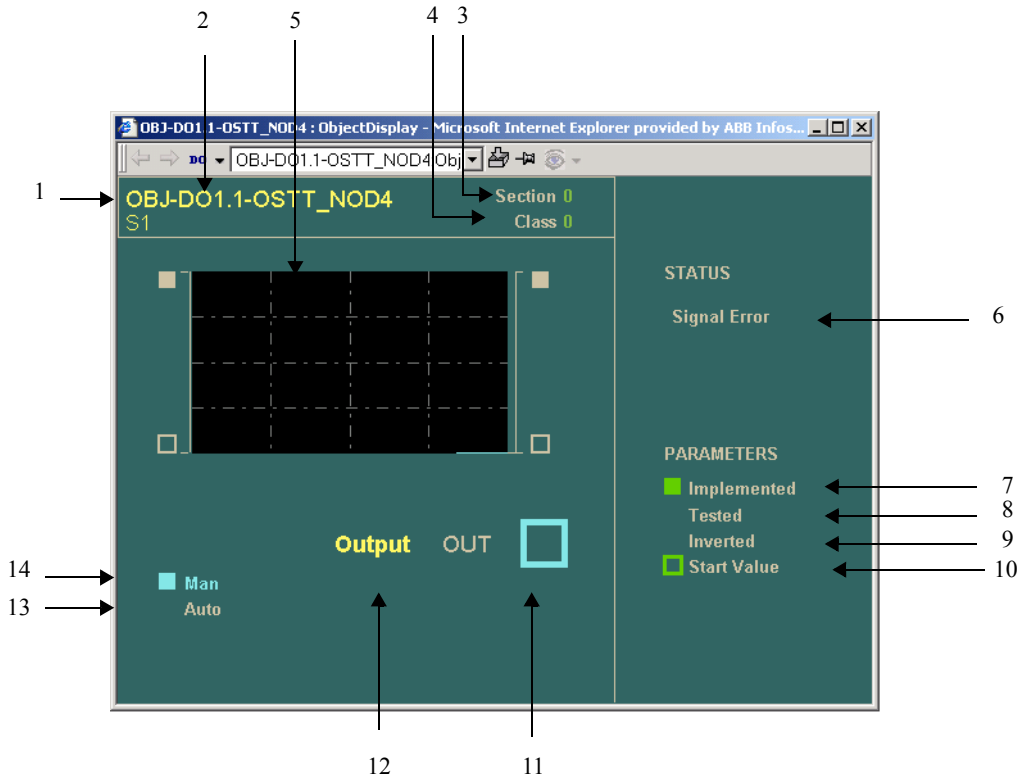 2 5 4 3
OBJ-DO1.1-OSTT_NOD4 : ObjectDisplay - Microsoft Internet Explorer provided by ABB Infos...
DO OBJ-DO1.1-OSTT_NOD4Obj
1
OBJ-DO1.1-OSTT_NOD4
S1
Section 0
Class 0
STATUS
Signal Error
6
PARAMETERS
Implemented
7
Tested
8
Inverted
9
Start Value
10
Output OUT
14
Man
13
Auto
12 11